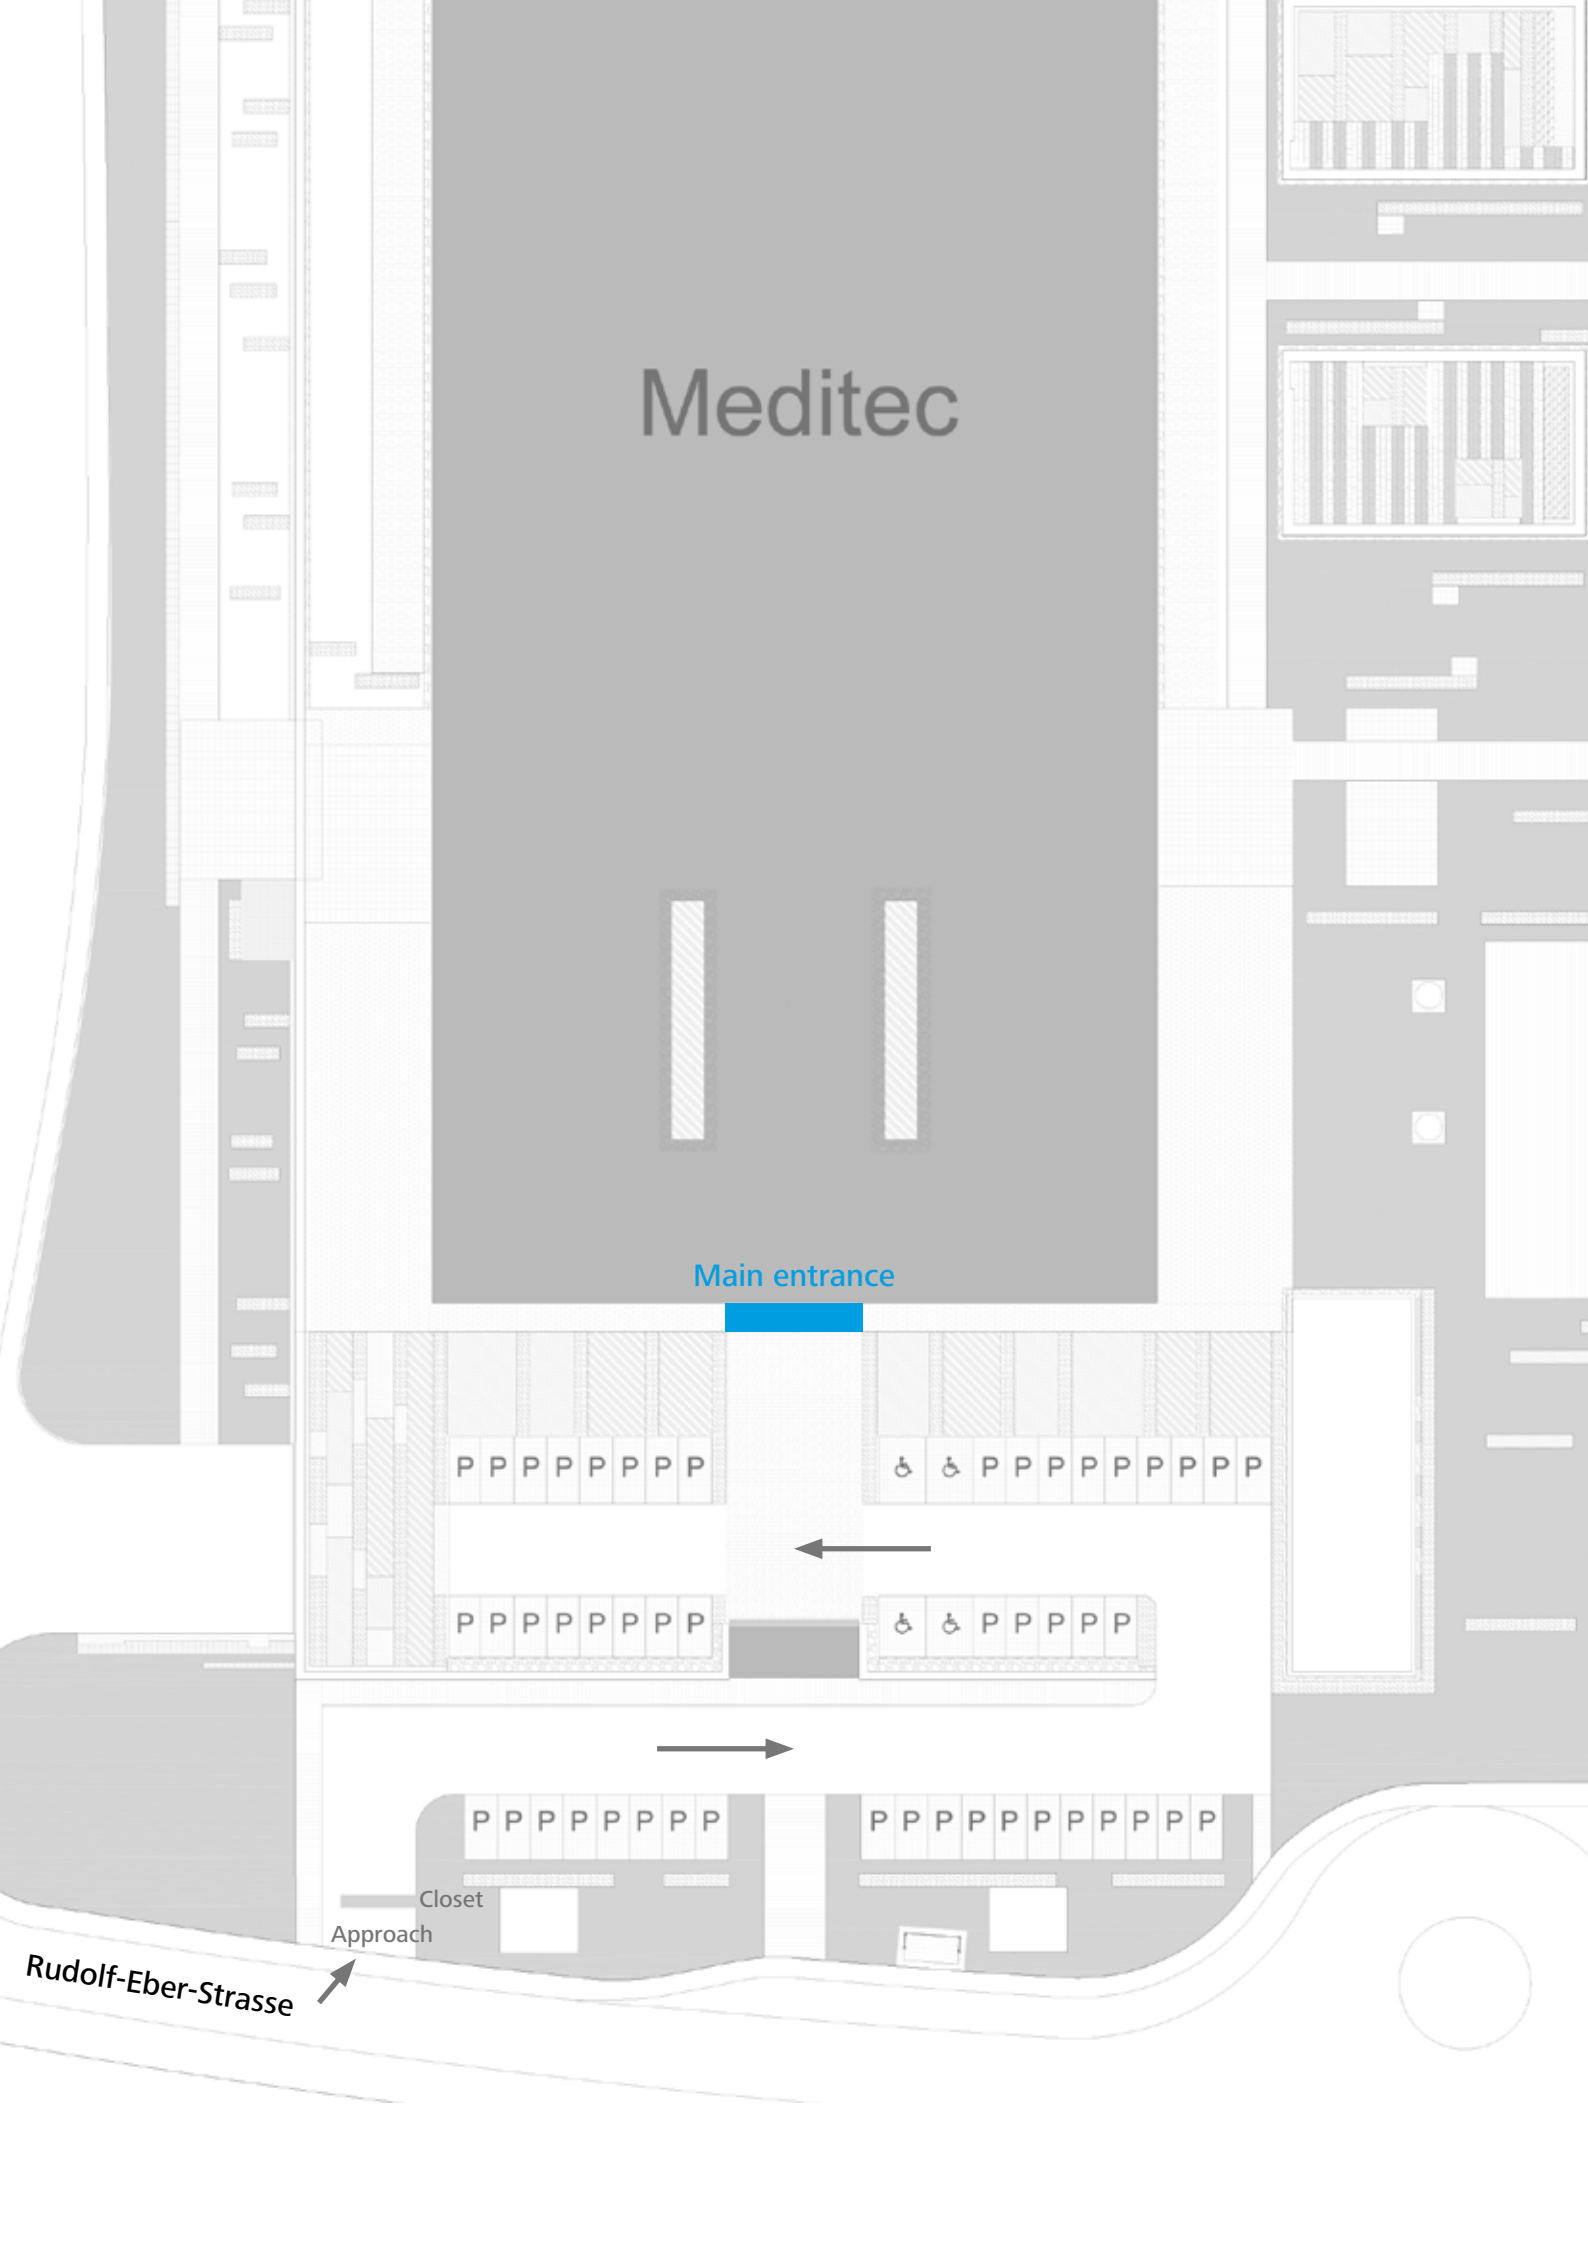 Meditec
Main entrance
P P P P P P P P ♿ ♿ P P P P P P P P P
P P P P P P P P ♿ ♿ P P P P P
P P P P P P P P P P P P P P P P P P P
Closet
Approach
Rudolf-Eber-Strasse